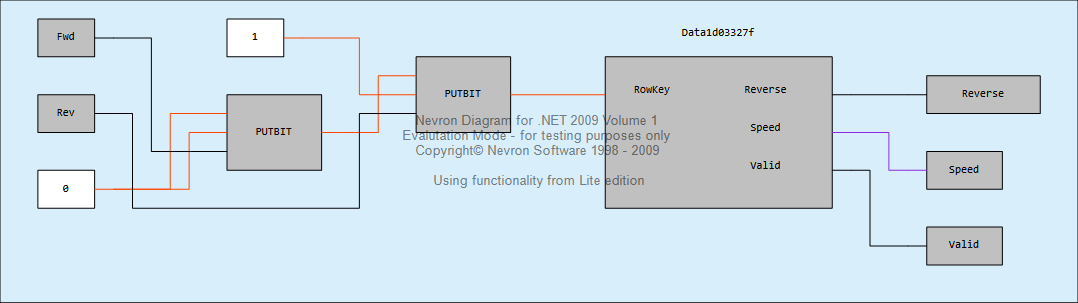 Fwd
1
Data1d03327f
RowKey
Reverse
Reverse
PUTBIT
Rev
PUTBIT
Speed
Valid
Speed
0
Valid
Nevron Diagram for .NET 2009 Volume 1
Evalutation Mode - for testing purposes only
Copyright© Nevron Software 1998 - 2009
Using functionality from Lite edition